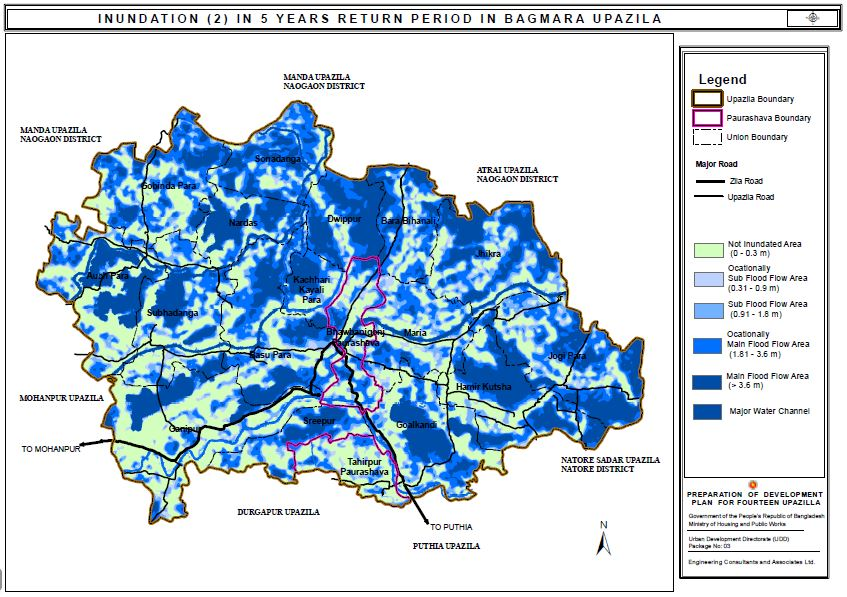 INUNDATION (2) IN 5 YEARS RETURN PERIOD IN BAGMARA UPAZILA
MANDA UPAZILA
NAOGAON DISTRICT
MANDA UPAZILA
NAOGAON DISTRICT
ATRAI UPAZILA
NAOGAON DISTRICT
Sonadanga
Gobinda Para
Nardas
Dwippur
Bara Bihanali
Jhikra
Auch Para
Kachhari
Kayali
Para
Subhadanga
Bhawhaniganj
Paurashava
Maria
Basu Para
Jogi Para
Hamir Kutsha
MOHANPUR UPAZILA
Ganipur
Sreepur
Goalkandi
TO MOHANPUR
Tahirpur
Paurashava
NATORE SADAR UPAZILA
NATORE DISTRICT
DURGAPUR UPAZILA
TO PUTHIA
PUTHIA UPAZILA
N
Legend
Upazila Boundary
Paurashava Boundary
Union Boundary
Major Road
Zila Road
Upazila Road
Not Inundated Area
(0 - 0.3 m)
Ocationally
Sub Flood Flow Area
(0.31 - 0.9 m)
Sub Flood Flow Area
(0.91 - 1.8 m)
Ocationally
Main Flood Flow Area
(1.81 - 3.6 m)
Main Flood Flow Area
(> 3.6 m)
Major Water Channel
PREPARATION OF DEVELOPMENT
PLAN FOR FOURTEEN UPAZILLA
Government of the People's Republic of Bangladesh
Ministry of Housing and Public Works
Urban Development Directorate (UDD)
Package No: 03
Engineering Consultants and Associates Ltd.